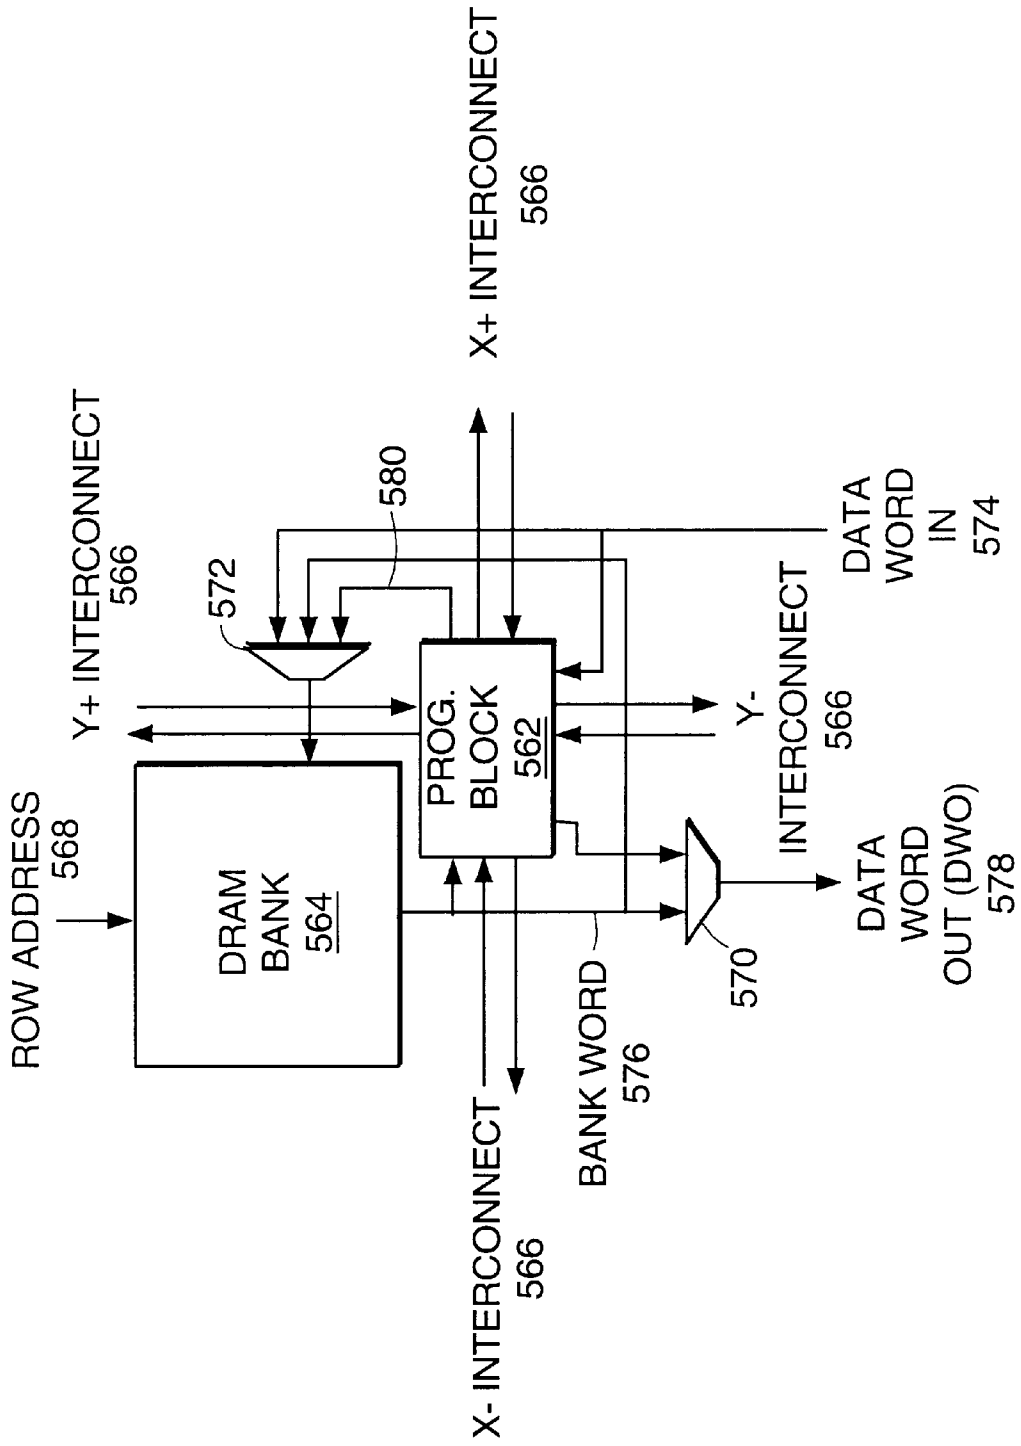 ROW ADDRESS
568
Y+ INTERCONNECT
566
572
580
X+ INTERCONNECT
566
DRAM
BANK
564
PROG.
BLOCK
562
X- INTERCONNECT
566
BANK WORD
576
570
Y-
INTERCONNECT
566
DATA
WORD
IN
574
DATA
WORD
OUT (DWO)
578